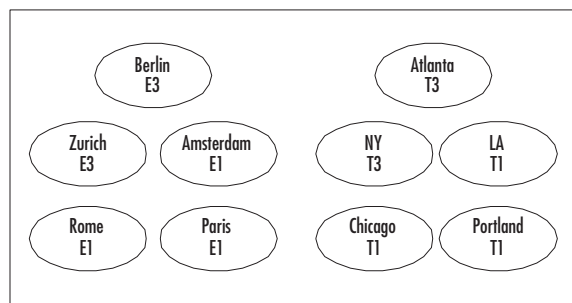 Berlin
E3
Atlanta
T3
Zurich
E3
Amsterdam
E1
NY
T3
LA
T1
Rome
E1
Paris
E1
Chicago
T1
Portland
T1